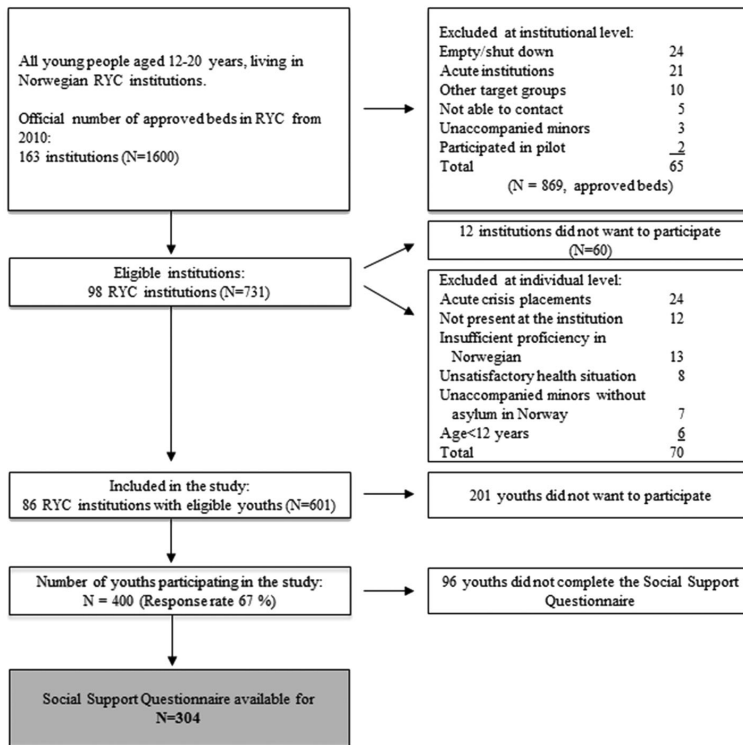 All young people aged 12-20 years, living in
Norwegian RYC institutions.
Official number of approved beds in RYC from
2010:
163 institutions (N=1600)
Excluded at institutional level:
Empty/shut down 24
Acute institutions 21
Other target groups 10
Not able to contact 5
Unaccompanied minors 3
Participated in pilot 2
Total 65
(N = 869, approved beds)
12 institutions did not want to participate
(N=60)
Eligible institutions:
98 RYC institutions (N=731)
Excluded at individual level:
Acute crisis placements 24
Not present at the institution 12
Insufficient proficiency in
Norwegian 13
Unsatisfactory health situation 8
Unaccompanied minors without
asylum in Norway 7
Age<12 years 6
Total 70
Included in the study:
86 RYC institutions with eligible youths (N=601)
201 youths did not want to participate
Number of youths participating in the study:
N = 400 (Response rate 67 %)
96 youths did not complete the Social Support
Questionnaire
Social Support Questionnaire available for
N=304